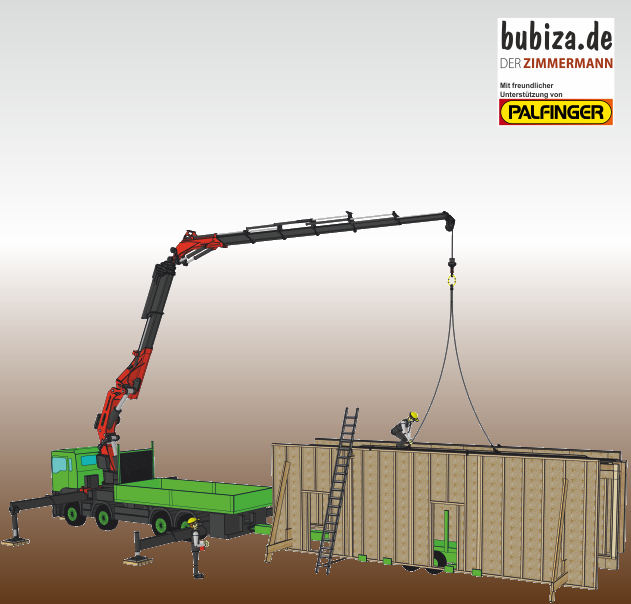 bubiza.de
DER ZIMMERMANN
Mit freundlicher
Unterstützung von
PALFINGER